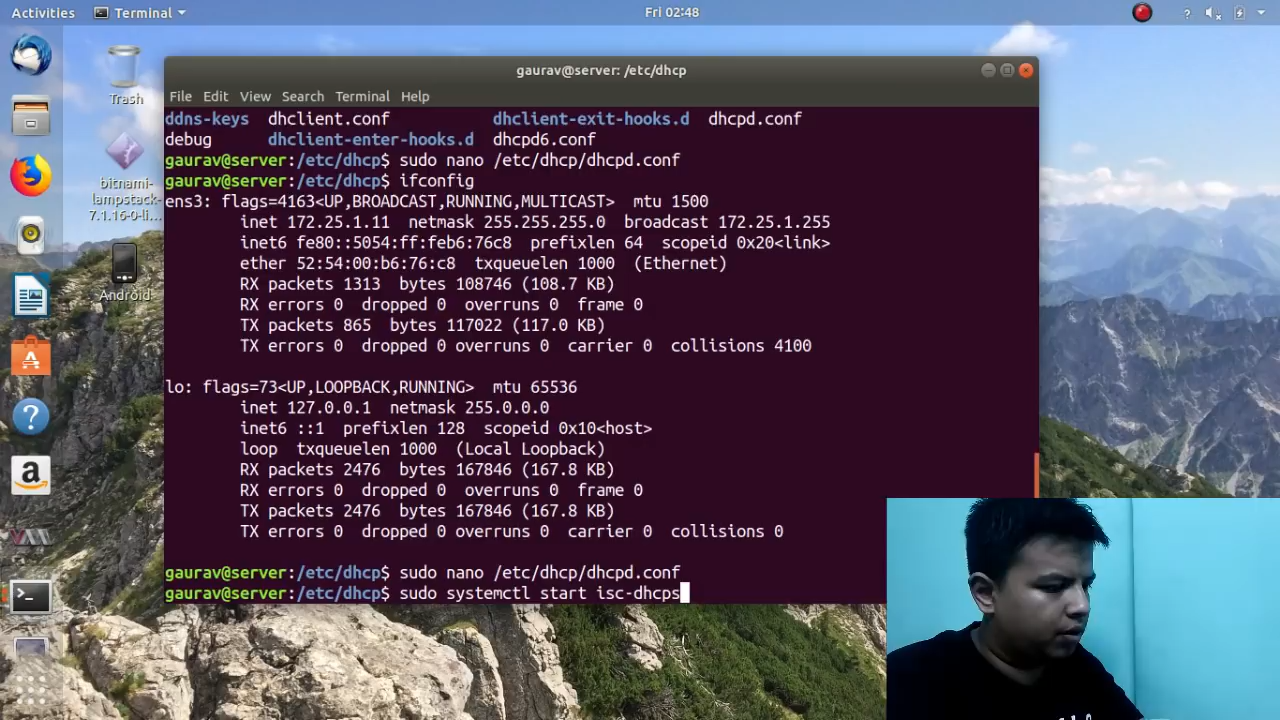 Activities Terminal Fri 02:48
Trash
bitnami-
lampstack-
7.1.16-0-li...
Android
gaurav@server: /etc/dhcp
File Edit View Search Terminal Help
ddns-keys dhclient.conf dhclient-exit-hooks.d dhcpd.conf
debug dhclient-enter-hooks.d dhcpd6.conf
gaurav@server:/etc/dhcp$ sudo nano /etc/dhcp/dhcpd.conf
gaurav@server:/etc/dhcp$ ifconfig
ens3: flags=4163<UP,BROADCAST,RUNNING,MULTICAST> mtu 1500
inet 172.25.1.11 netmask 255.255.255.0 broadcast 172.25.1.255
inet6 fe80::5054:ff:feb6:76c8 prefixlen 64 scopeid 0x20<link>
ether 52:54:00:b6:76:c8 txqueuelen 1000 (Ethernet)
RX packets 1313 bytes 108746 (108.7 KB)
RX errors 0 dropped 0 overruns 0 frame 0
TX packets 865 bytes 117022 (117.0 KB)
TX errors 0 dropped 0 overruns 0 carrier 0 collisions 4100
lo: flags=73<UP,LOOPBACK,RUNNING> mtu 65536
inet 127.0.0.1 netmask 255.0.0.0
inet6 ::1 prefixlen 128 scopeid 0x10<host>
loop txqueuelen 1000 (Local Loopback)
RX packets 2476 bytes 167846 (167.8 KB)
RX errors 0 dropped 0 overruns 0 frame 0
TX packets 2476 bytes 167846 (167.8 KB)
TX errors 0 dropped 0 overruns 0 carrier 0 collisions 0
gaurav@server:/etc/dhcp$ sudo nano /etc/dhcp/dhcpd.conf
gaurav@server:/etc/dhcp$ sudo systemctl start isc-dhcps